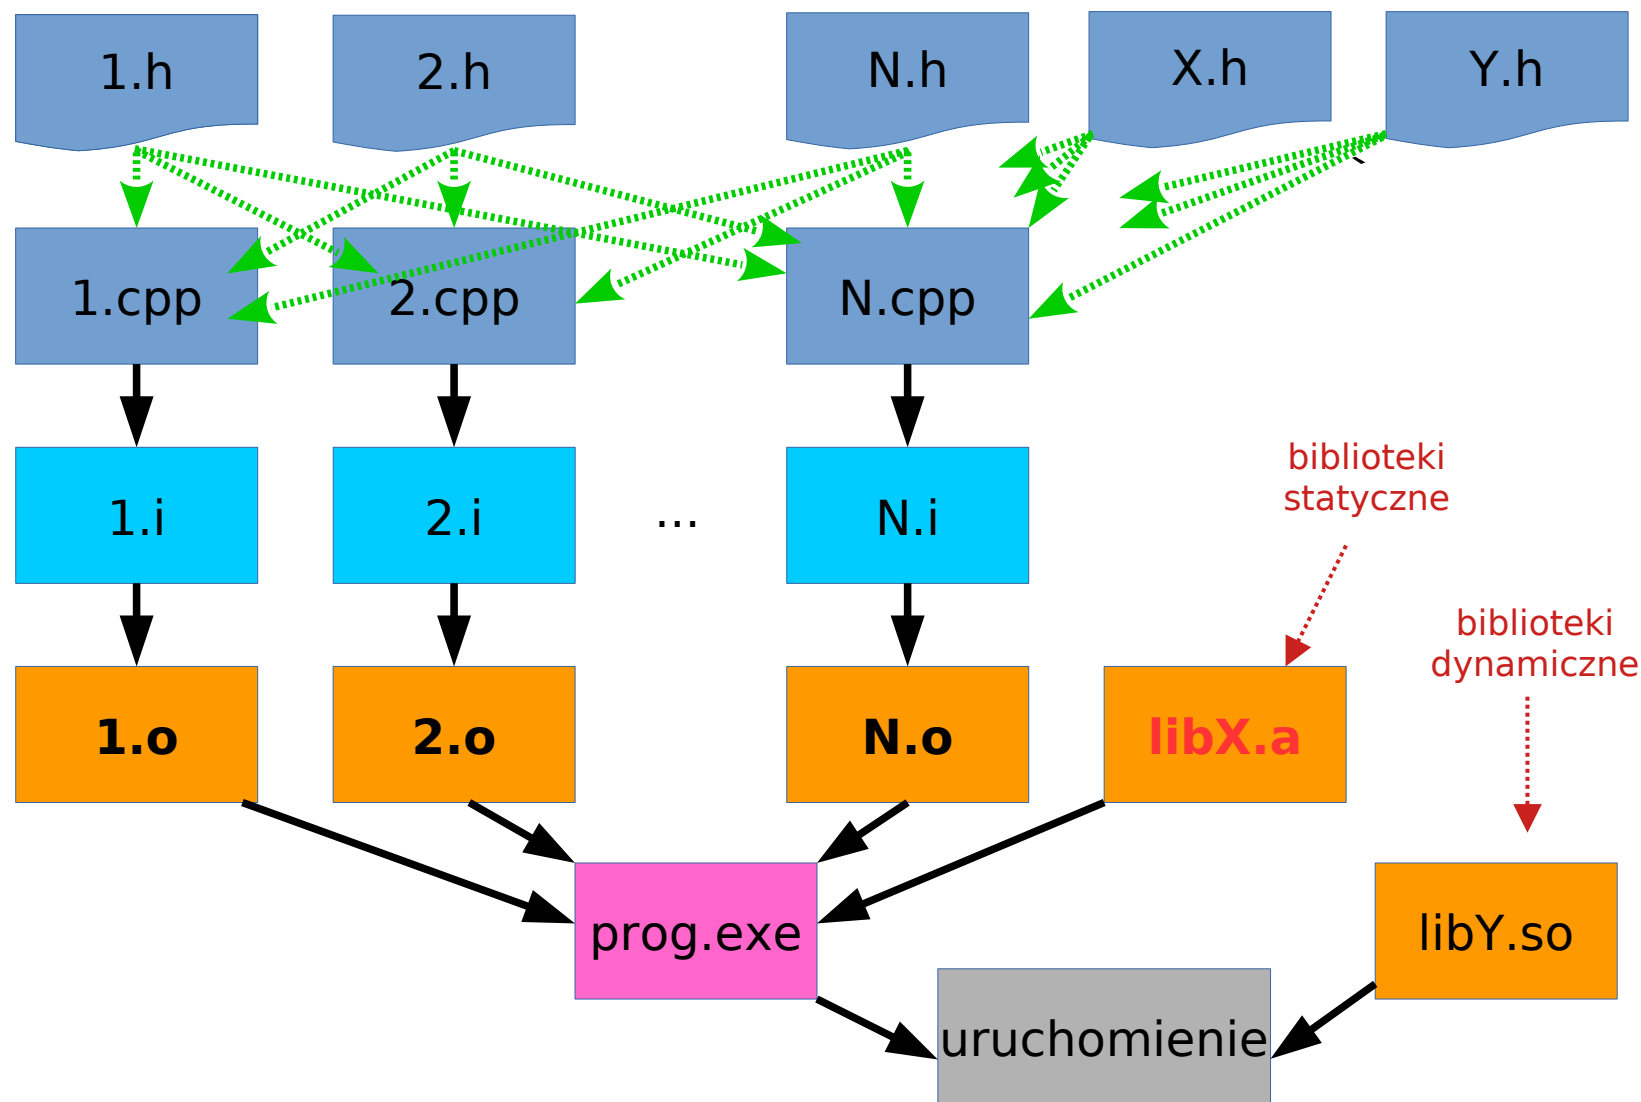 1.h
2.h
N.h
X.h
Y.h
1.cpp
2.cpp
N.cpp
1.i
2.i
...
N.i
biblioteki
statyczne
biblioteki
dynamiczne
1.o
2.o
N.o
libX.a
prog.exe
libY.so
uruchomienie